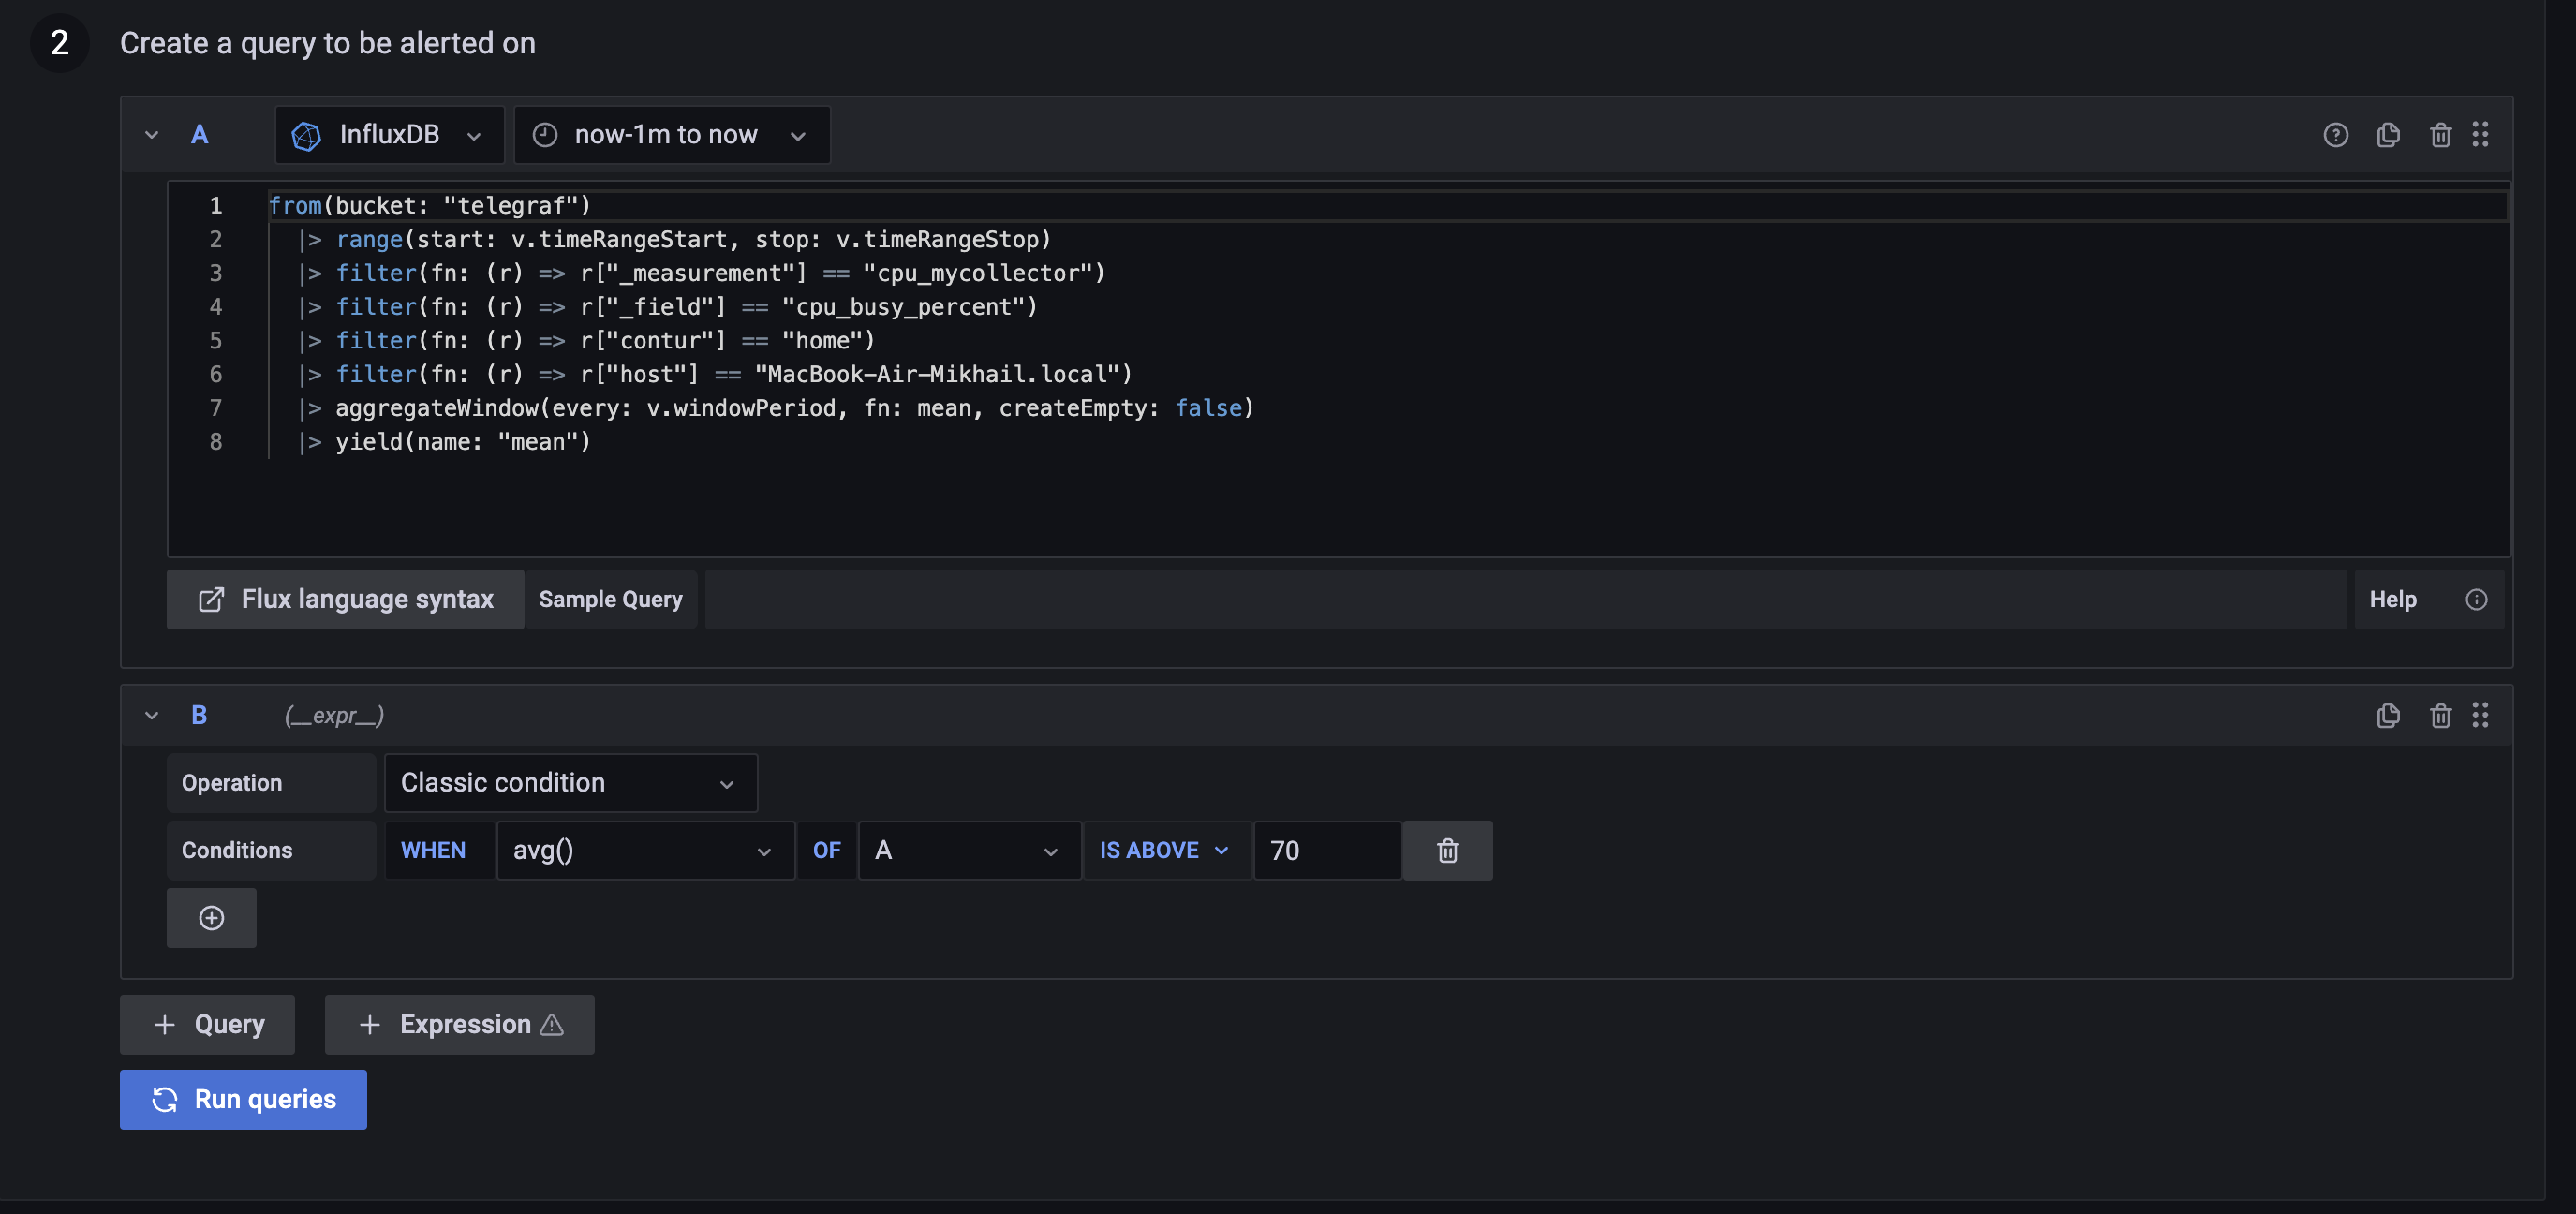 2 Create a query to be alerted on
A InfluxDB now-1m to now
1 from(bucket: "telegraf")
2 |> range(start: v.timeRangeStart, stop: v.timeRangeStop)
3 |> filter(fn: (r) => r["_measurement"] == "cpu_mycollector")
4 |> filter(fn: (r) => r["_field"] == "cpu_busy_percent")
5 |> filter(fn: (r) => r["contur"] == "home")
6 |> filter(fn: (r) => r["host"] == "MacBook-Air-Mikhail.local")
7 |> aggregateWindow(every: v.windowPeriod, fn: mean, createEmpty: false)
8 |> yield(name: "mean")
Flux language syntax Sample Query Help
B (__expr__)
Operation Classic condition
Conditions WHEN avg() OF A IS ABOVE 70
+ Query + Expression
Run queries